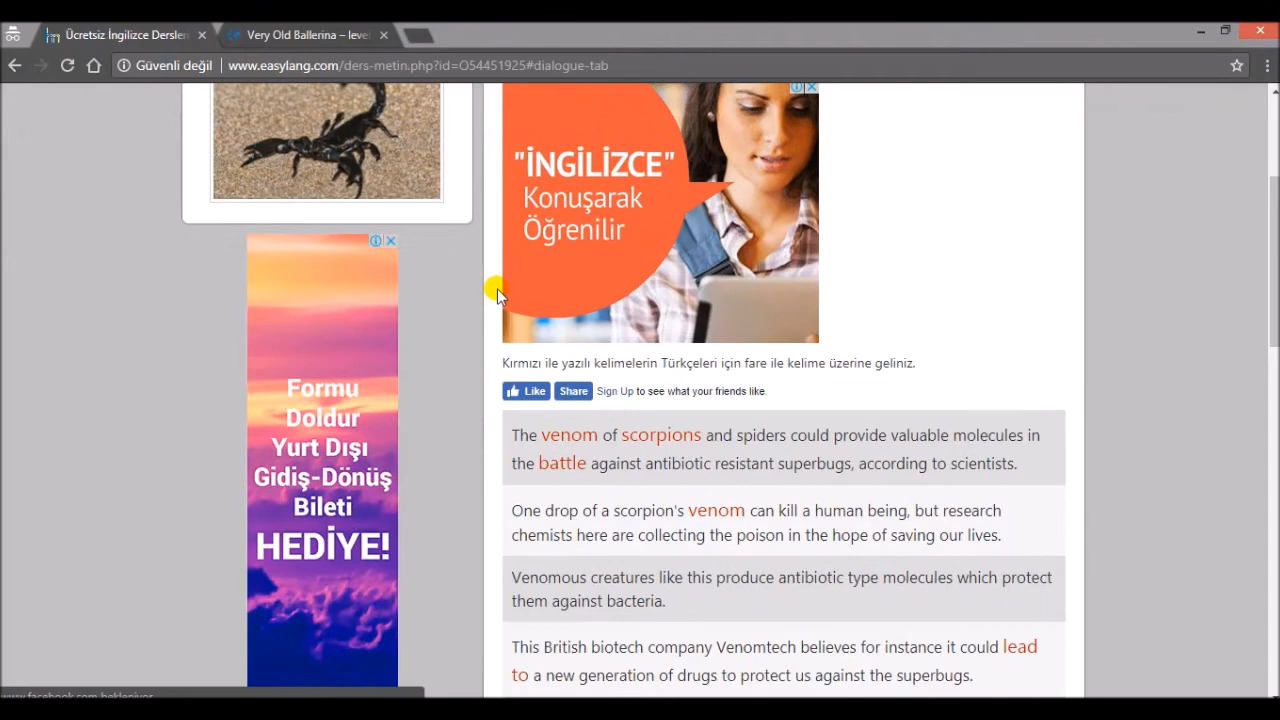 Ücretsiz İngilizce Dersleri
Very Old Ballerina – leve
Güvenli değil
www.easylang.com/ders-metin.php?id=O54451925#dialogue-tab
"İNGİLİZCE"
Konuşarak
Öğrenilir
Formu
Doldur
Yurt Dışı
Gidiş-Dönüş
Bileti
HEDİYE!
Kırmızı ile yazılı kelimelerin Türkçeleri için fare ile kelime üzerine geliniz.
Like Share Sign Up to see what your friends like.
The venom of scorpions and spiders could provide valuable molecules in
the battle against antibiotic resistant superbugs, according to scientists.
One drop of a scorpion's venom can kill a human being, but research
chemists here are collecting the poison in the hope of saving our lives.
Venomous creatures like this produce antibiotic type molecules which protect
them against bacteria.
This British biotech company Venomtech believes for instance it could lead
to a new generation of drugs to protect us against the superbugs.
www.facebook.com bekleniyor